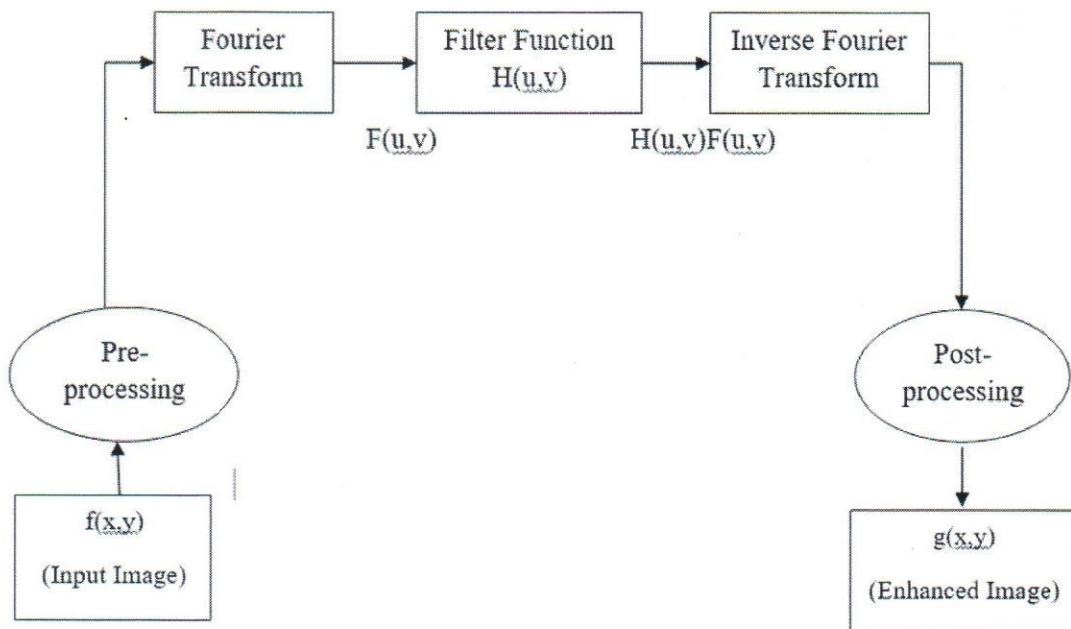 Fourier
Transform
Filter Function
H(u,v)
Inverse Fourier
Transform
F(u,v)
H(u,v)F(u,v)
Pre-
processing
Post-
processing
f(x,y)
(Input Image)
g(x,y)
(Enhanced Image)